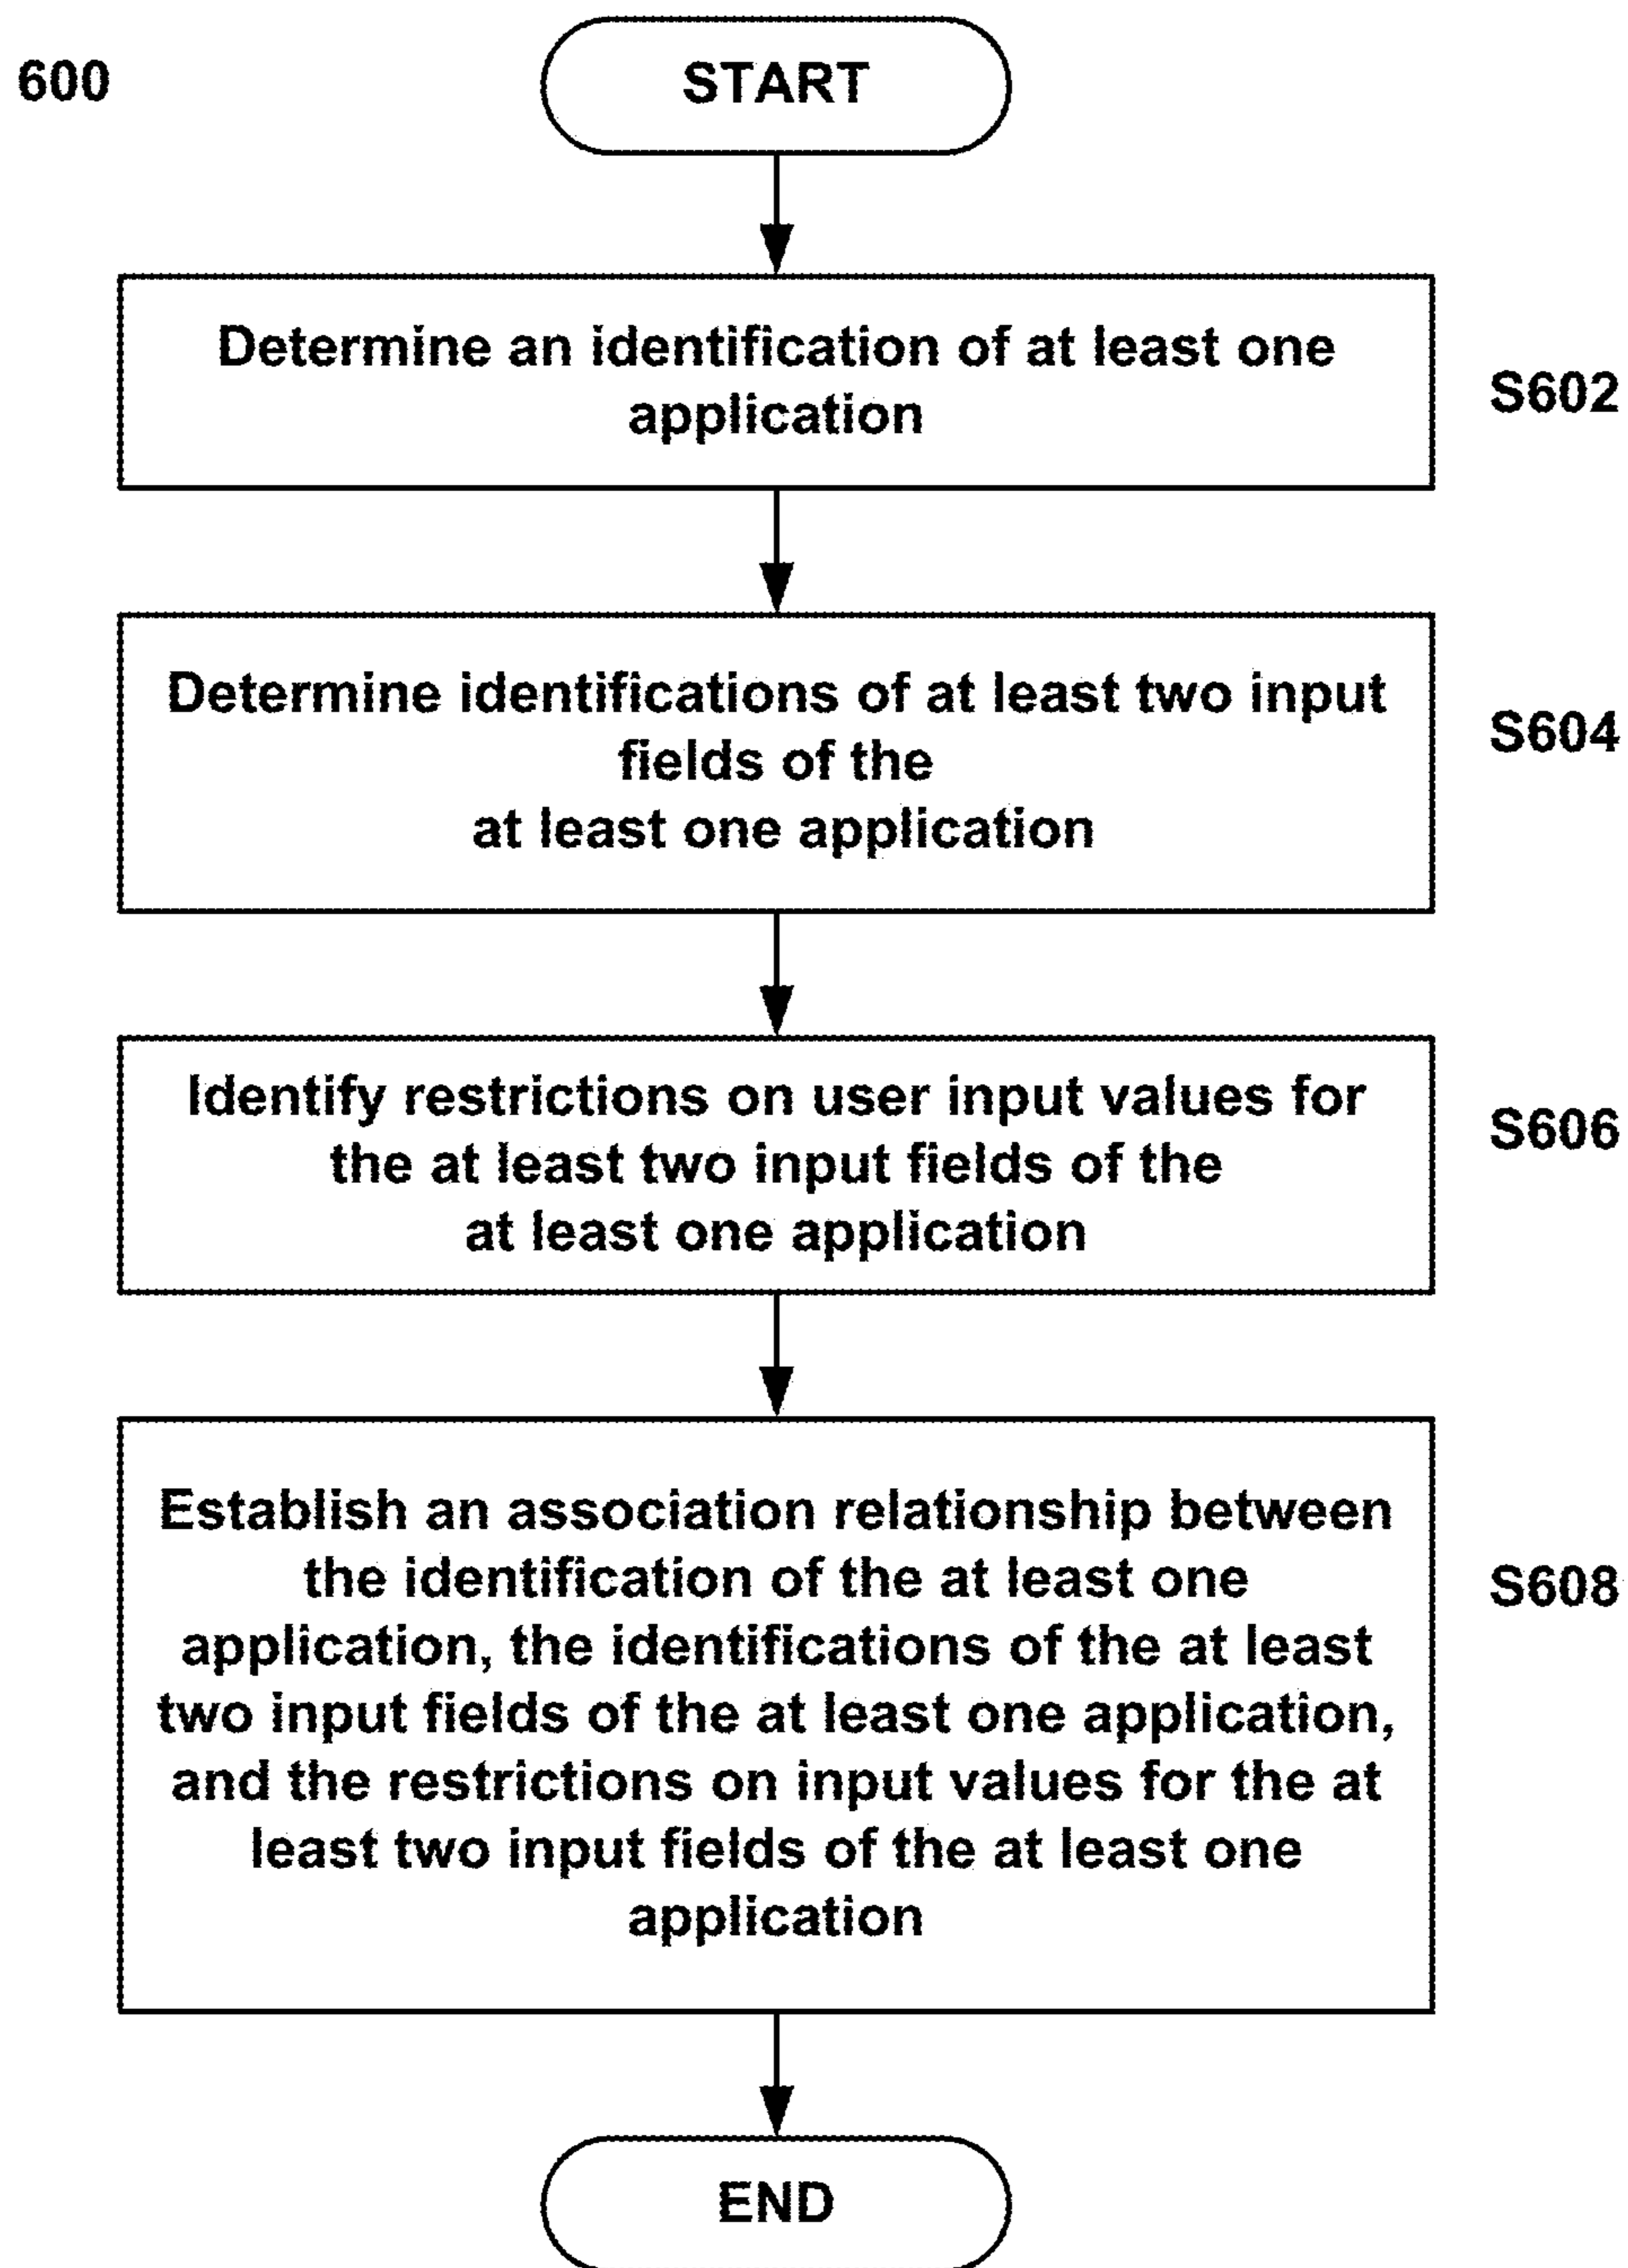 600
START
Determine an identification of at least one
application
S602
Determine identifications of at least two input
fields of the
at least one application
S604
Identify restrictions on user input values for
the at least two input fields of the
at least one application
S606
Establish an association relationship between
the identification of the at least one
application, the identifications of the at least
two input fields of the at least one application,
and the restrictions on input values for the at
least two input fields of the at least one
application
S608
END